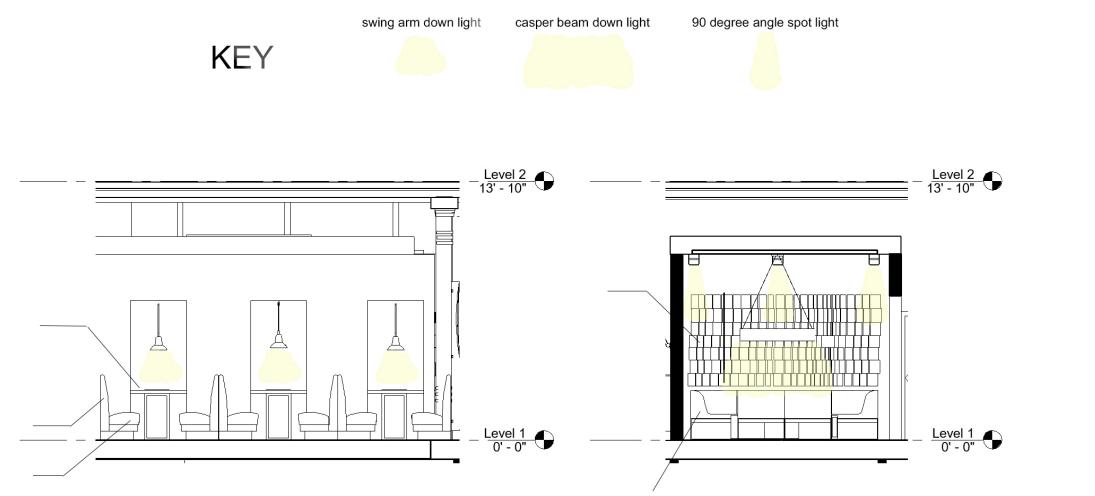 swing arm down light
casper beam down light
90 degree angle spot light
KEY
Level 2
13' - 10"
Level 2
13' - 10"
Level 1
0' - 0"
Level 1
0' - 0"